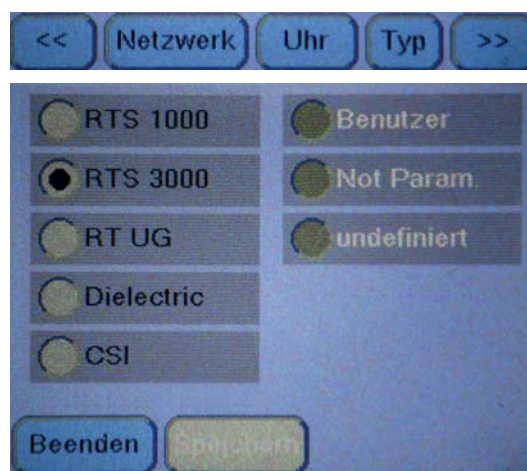 << Netzwerk Uhr Typ >>
RTS 1000
RTS 3000
RT UG
Dielectric
CSI
Benutzer
Not Param.
undefiniert
Beenden Speichern